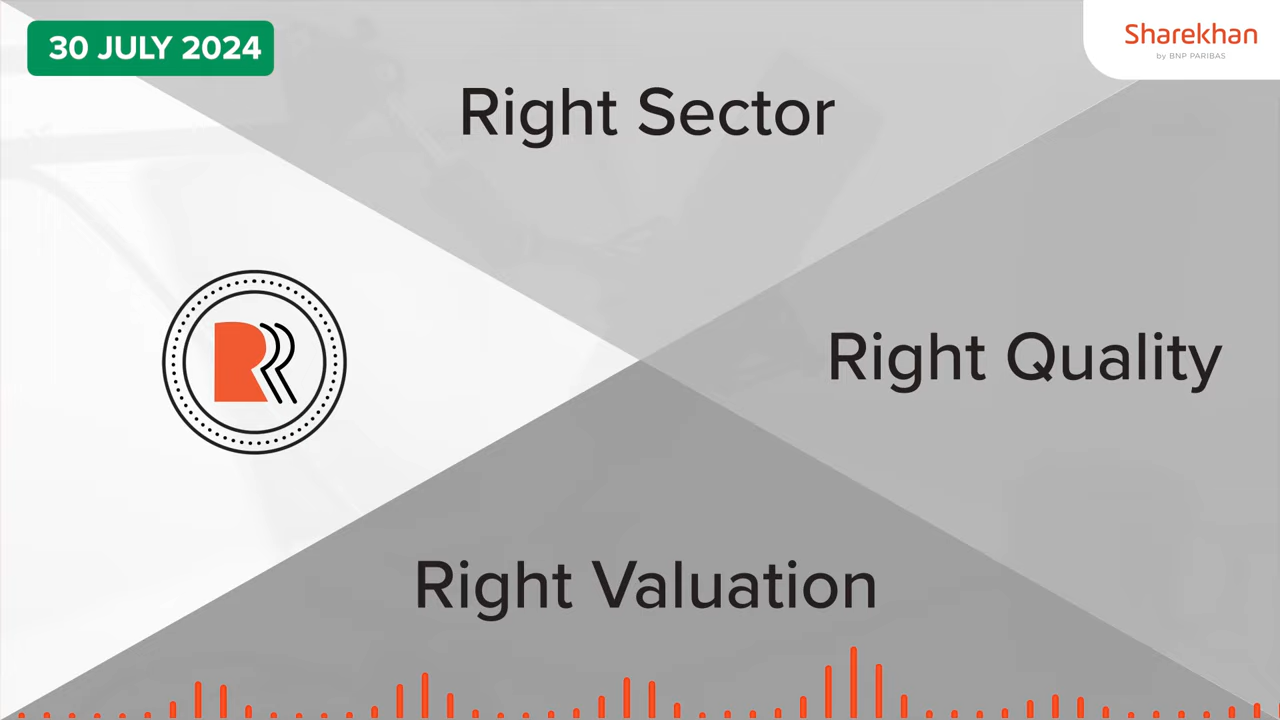 30 JULY 2024
Sharekhan
by BNP PARIBAS
Right Sector
R
Right Quality
Right Valuation